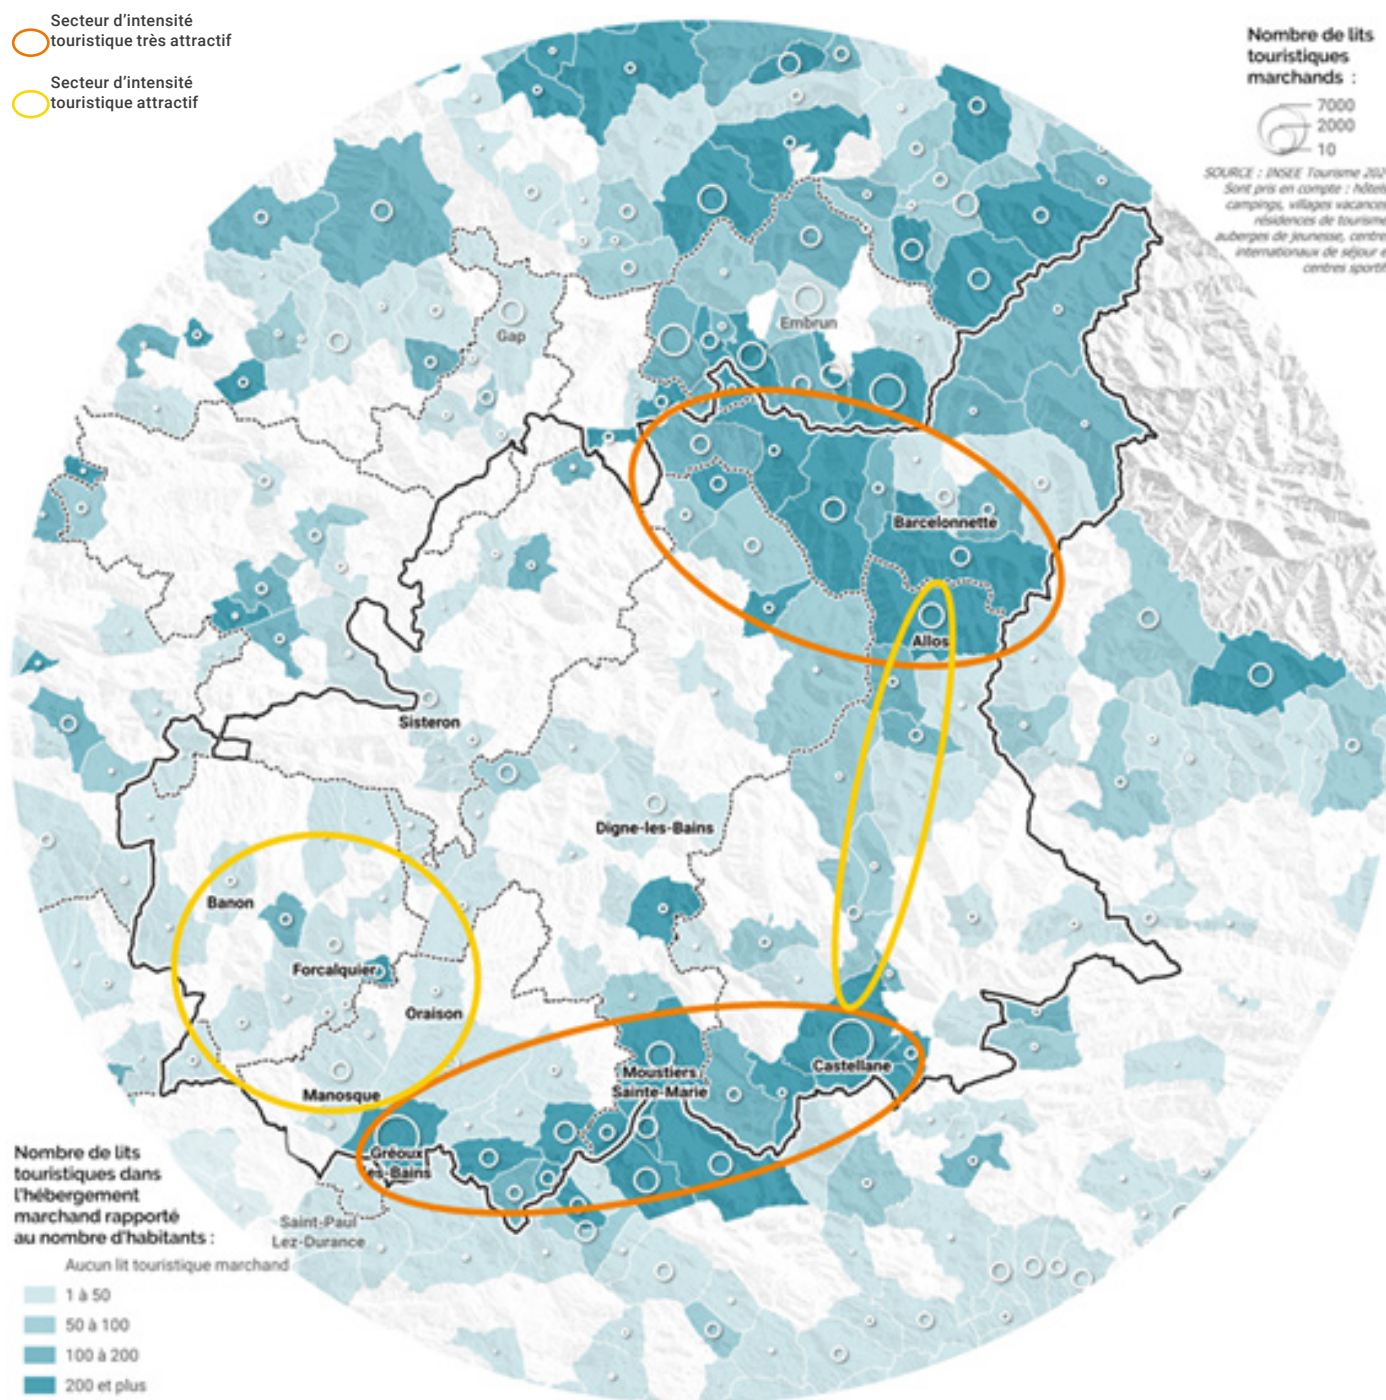 Secteur d'intensité
touristique très attractif
Secteur d'intensité
touristique attractif
Nombre de lits
touristiques
marchands :
7000
2000
10
SOURCE : INSEE Tourisme 202
Sont pris en compte : hôtels
campings, villages vacances
résidences de tourisme
auberges de jeunesse, centre
internationaux de séjour e
centres sportif
Gap
Embrun
Barcelonnette
Allos
Sisteron
Digne-les-Bains
Banon
Forcalquier
Oraison
Manosque
Moustiers
Sainte-Marie
Castellane
Gréoux
les-Bains
Saint-Paul
Lez-Durance
Nombre de lits
touristiques dans
l'hébergement
marchand rapporté
au nombre d'habitants :
Aucun lit touristique marchand
1 à 50
50 à 100
100 à 200
200 et plus